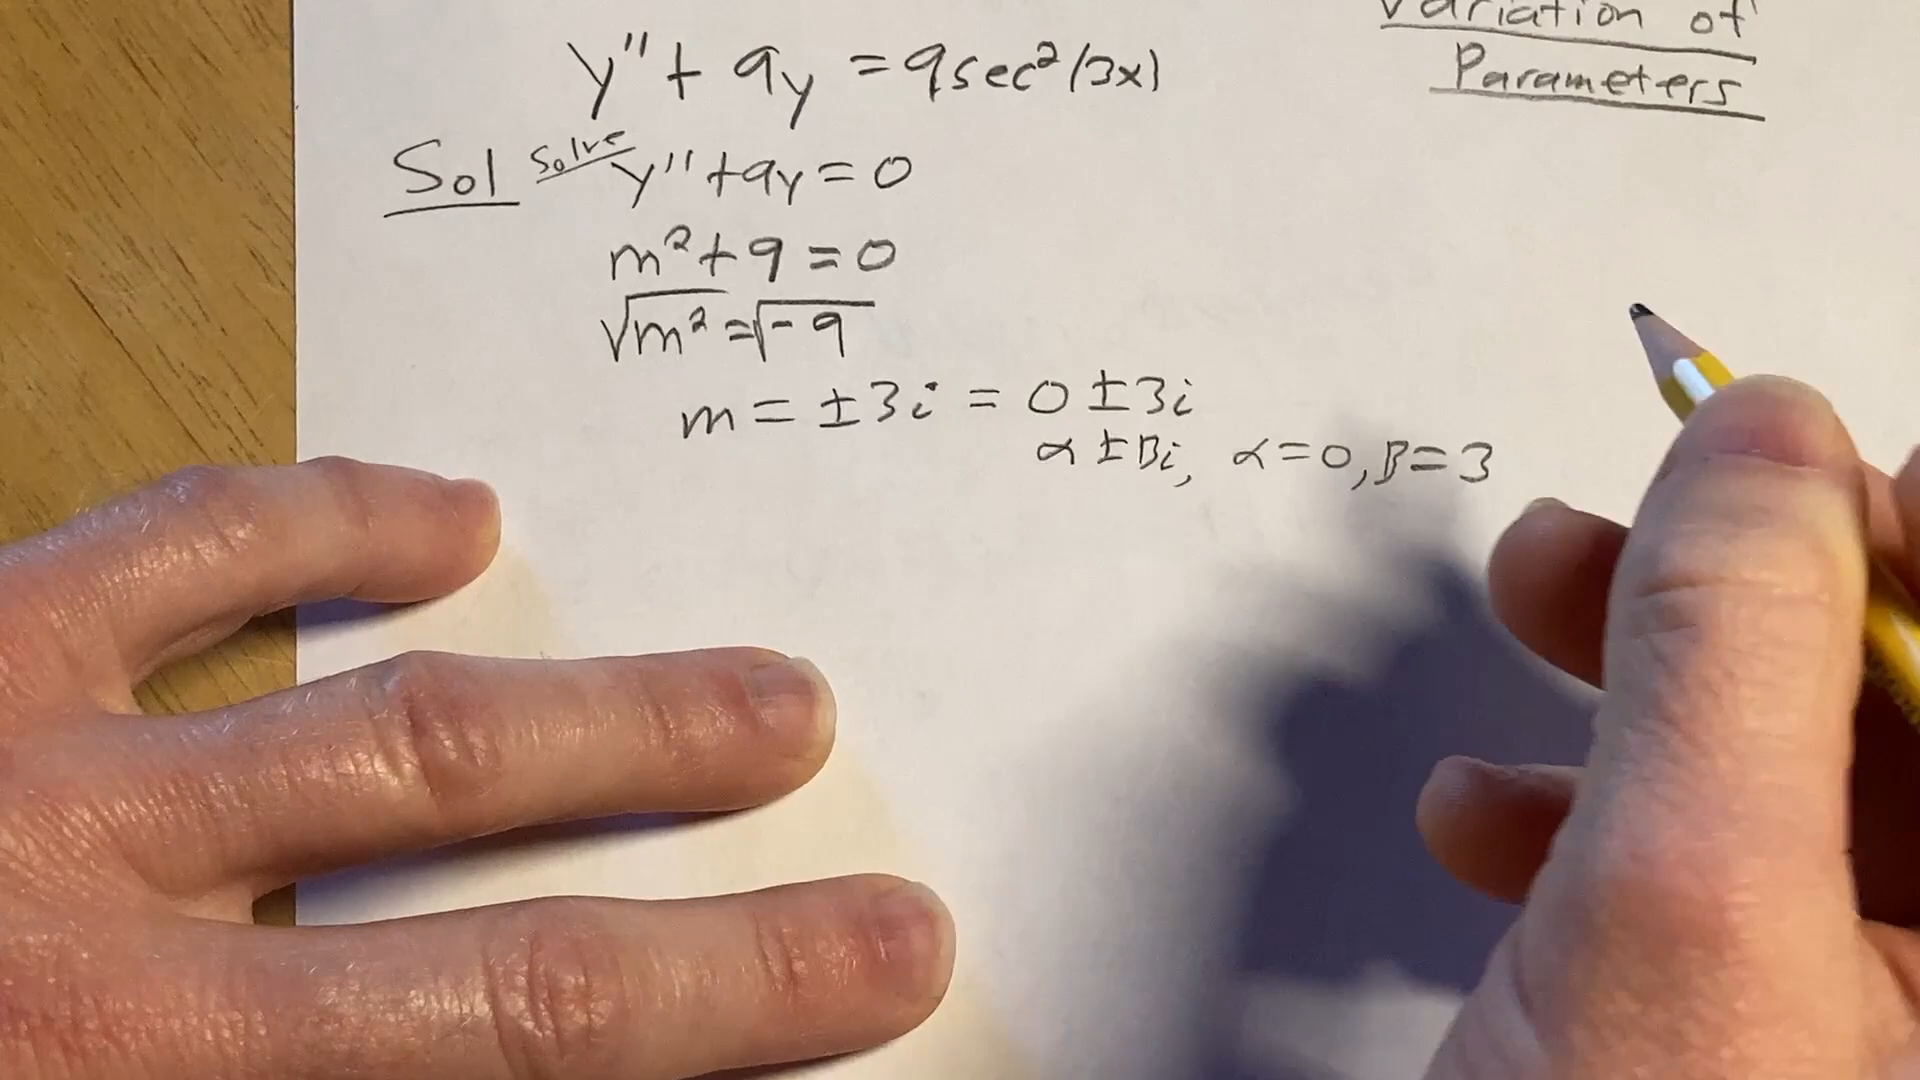 Variation of
Parameters
y'' + 9y = 9sec²(3x)
Sol Solve y'' + 9y = 0
m² + 9 = 0
√m² = √-9
m = ±3i = 0 ± 3i
α ± Bi, α = 0, B = 3